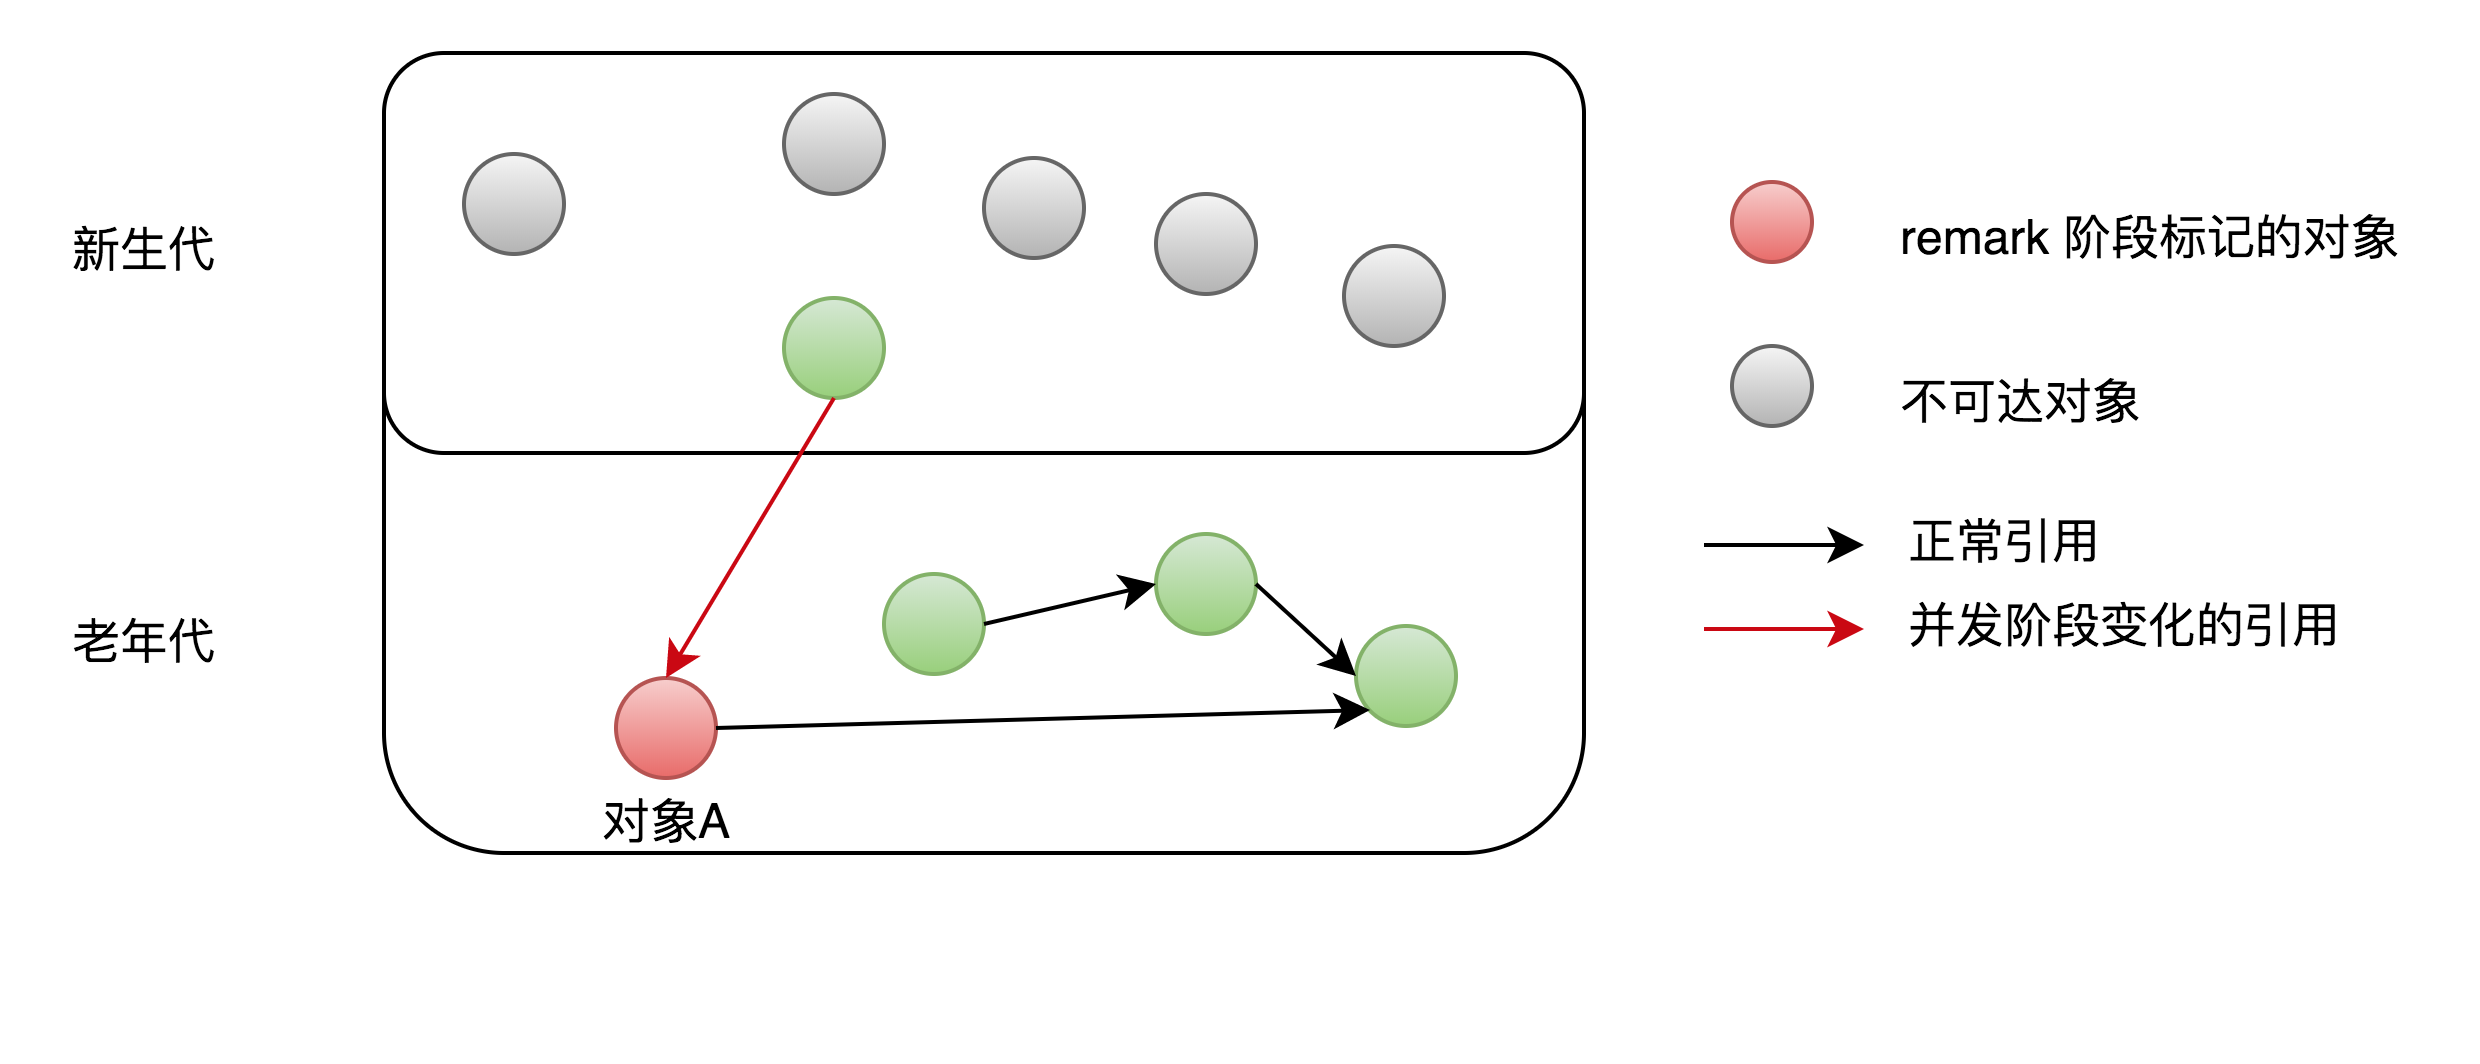 新生代
老年代
对象A
remark 阶段标记的对象
不可达对象
正常引用
并发阶段变化的引用